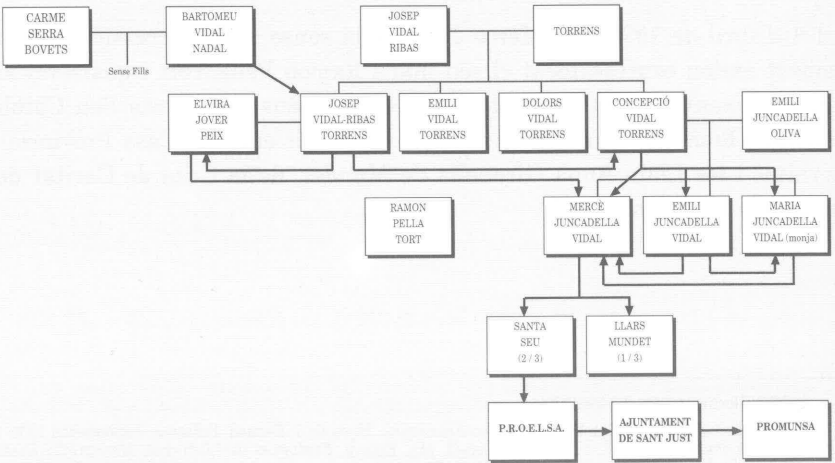 CARME
SERRA
BOVETS
Sense Fills
BARTOMEU
VIDAL
NADAL
JOSEP
VIDAL
RIBAS
TORRENS
ELVIRA
JOVER
PEIX
JOSEP
VIDAL-RIBAS
TORRENS
EMILI
VIDAL
TORRENS
DOLORS
VIDAL
TORRENS
CONCEPCIÓ
VIDAL
TORRENS
EMILI
JUNCADELLA
OLIVA
RAMON
PELLA
TORT
MERCÈ
JUNCADELLA
VIDAL
EMILI
JUNCADELLA
VIDAL
MARIA
JUNCADELLA
VIDAL (monja)
SANTA
SEU
(2 / 3)
LLARS
MUNDET
(1 / 3)
P.R.O.E.L.S.A.
AJUNTAMENT
DE SANT JUST
PROMUNSA